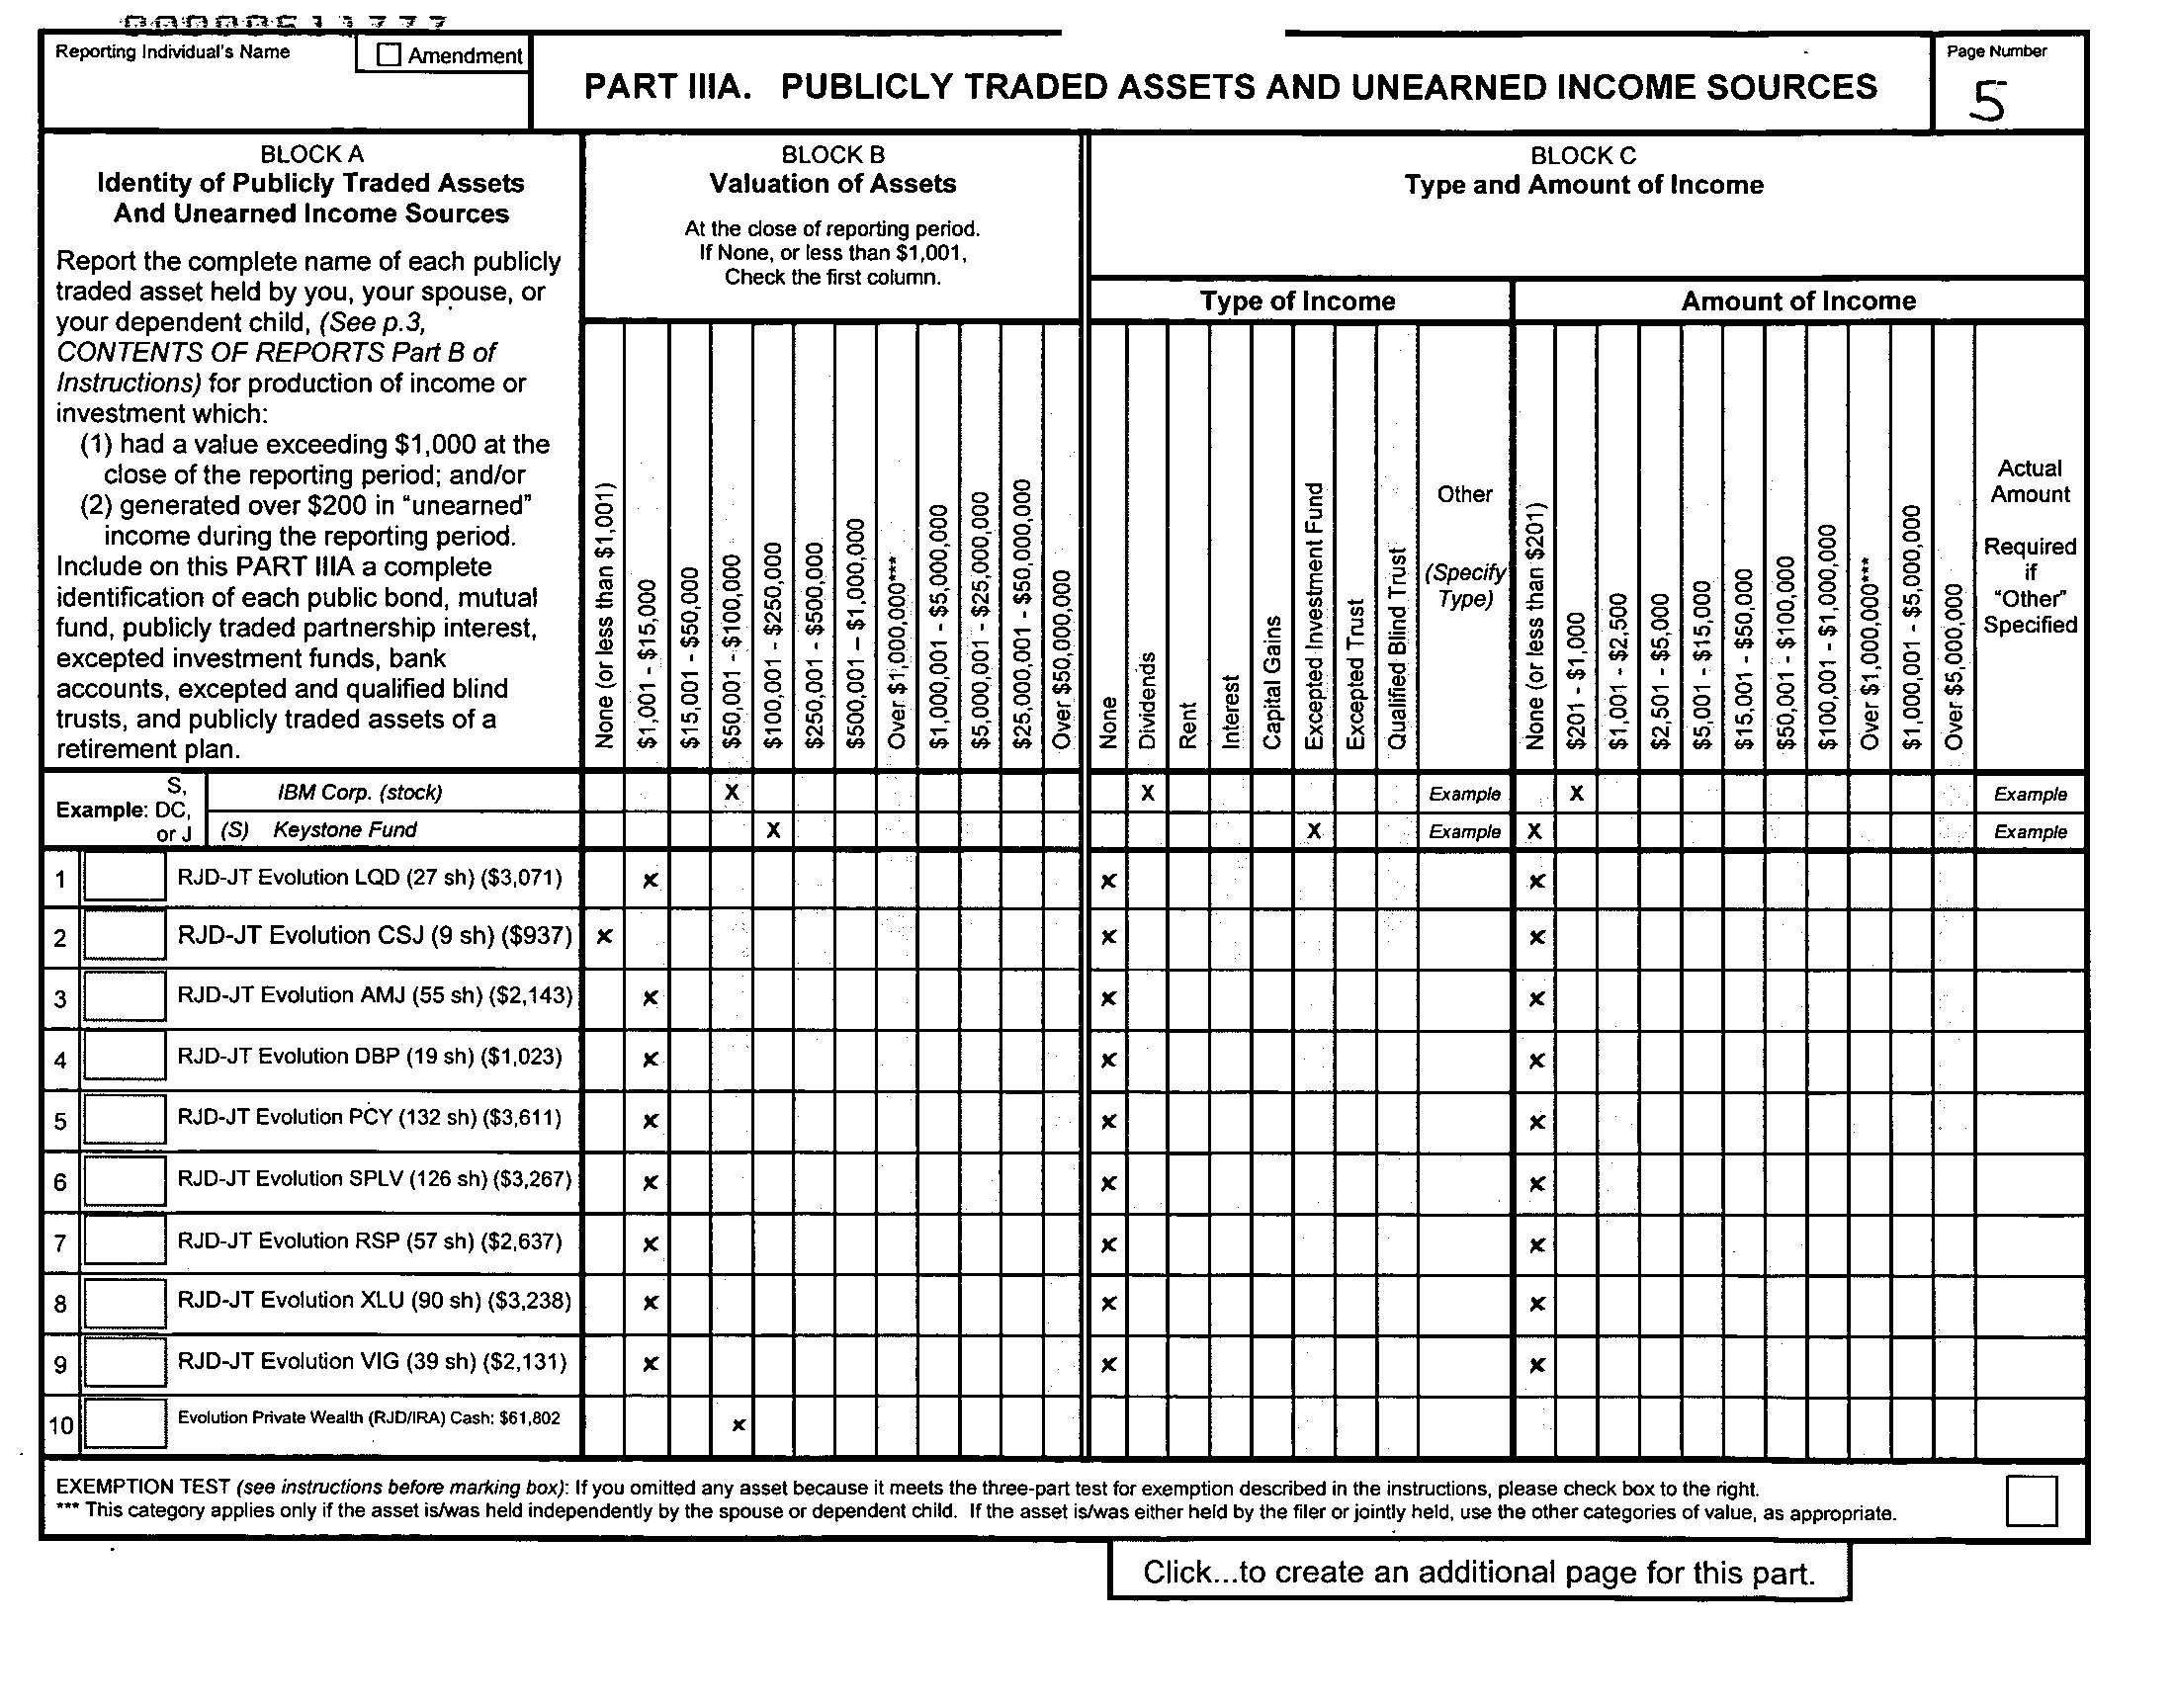 000000511777
Reporting Individual's Name
Amendment
PART IIIA. PUBLICLY TRADED ASSETS AND UNEARNED INCOME SOURCES
Page Number
5
BLOCK A
Identity of Publicly Traded Assets
And Unearned Income Sources
Report the complete name of each publicly
traded asset held by you, your spouse, or
your dependent child, (See p.3,
CONTENTS OF REPORTS Part B of
Instructions) for production of income or
investment which:
(1) had a value exceeding $1,000 at the
close of the reporting period; and/or
(2) generated over $200 in "unearned"
income during the reporting period.
Include on this PART IIIA a complete
identification of each public bond, mutual
fund, publicly traded partnership interest,
excepted investment funds, bank
accounts, excepted and qualified blind
trusts, and publicly traded assets of a
retirement plan.
BLOCK B
Valuation of Assets
At the close of reporting period.
If None, or less than $1,001,
Check the first column.
None (or less than $1,001)
$1,001 - $15,000
$15,001 - $50,000
$50,001 - $100,000
$100,001 - $250,000
$250,001 - $500,000
$500,001 – $1,000,000
Over $1,000,000***
$1,000,001 - $5,000,000
$5,000,001 - $25,000,000
$25,000,001 - $50,000,000
Over $50,000,000
BLOCK C
Type and Amount of Income
Type of Income
None
Dividends
Rent
Interest
Capital Gains
Excepted Investment Fund
Excepted Trust
Qualified Blind Trust
Other
(Specify
Type)
Amount of Income
None (or less than $201)
$201 - $1,000
$1,001 - $2,500
$2,501 - $5,000
$5,001 - $15,000
$15,001 - $50,000
$50,001 - $100,000
$100,001 - $1,000,000
Over $1,000,000***
$1,000,001 - $5,000,000
Over $5,000,000
Actual
Amount
Required
if
"Other"
Specified
Example: S, DC, or J
IBM Corp. (stock) X X Example X Example
(S) Keystone Fund X X Example X Example
1 RJD-JT Evolution LQD (27 sh) ($3,071) x x x
2 RJD-JT Evolution CSJ (9 sh) ($937) x x x
3 RJD-JT Evolution AMJ (55 sh) ($2,143) x x x
4 RJD-JT Evolution DBP (19 sh) ($1,023) x x x
5 RJD-JT Evolution PCY (132 sh) ($3,611) x x x
6 RJD-JT Evolution SPLV (126 sh) ($3,267) x x x
7 RJD-JT Evolution RSP (57 sh) ($2,637) x x x
8 RJD-JT Evolution XLU (90 sh) ($3,238) x x x
9 RJD-JT Evolution VIG (39 sh) ($2,131) x x x
10 Evolution Private Wealth (RJD/IRA) Cash: $61,802 x
EXEMPTION TEST (see instructions before marking box): If you omitted any asset because it meets the three-part test for exemption described in the instructions, please check box to the right.
*** This category applies only if the asset is/was held independently by the spouse or dependent child. If the asset is/was either held by the filer or jointly held, use the other categories of value, as appropriate.
Click...to create an additional page for this part.